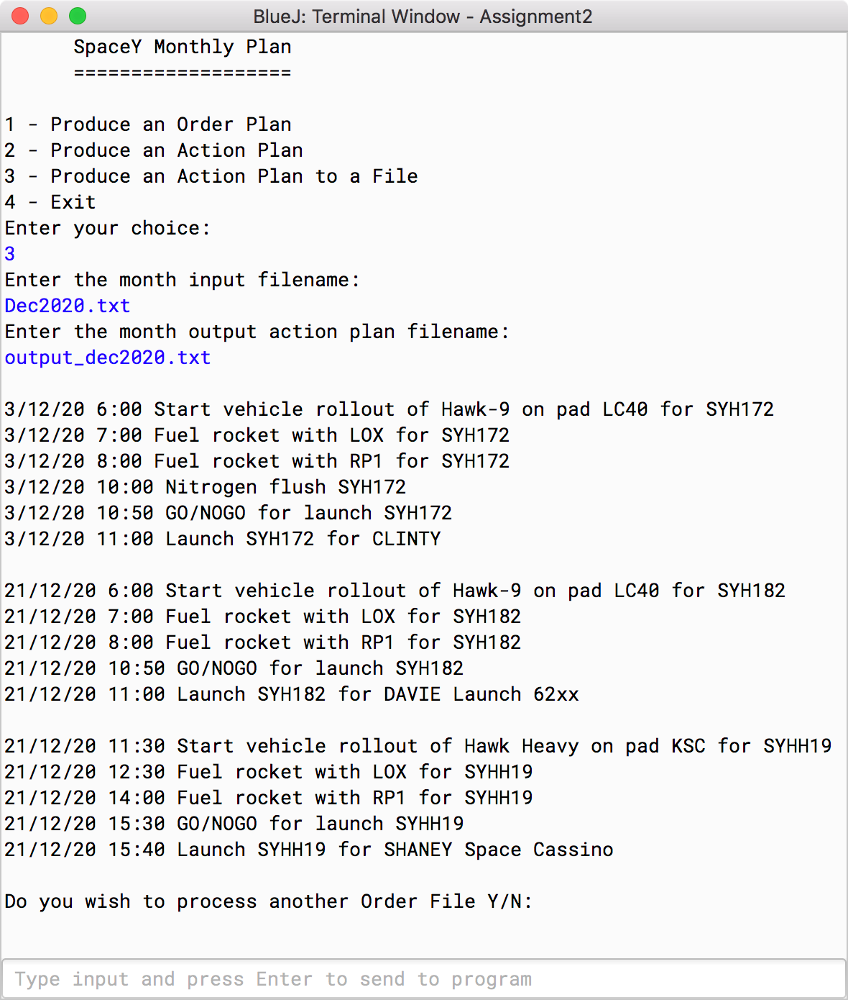 BlueJ: Terminal Window - Assignment2
SpaceY Monthly Plan
===================
1 - Produce an Order Plan
2 - Produce an Action Plan
3 - Produce an Action Plan to a File
4 - Exit
Enter your choice:
3
Enter the month input filename:
Dec2020.txt
Enter the month output action plan filename:
output_dec2020.txt
3/12/20 6:00 Start vehicle rollout of Hawk-9 on pad LC40 for SYH172
3/12/20 7:00 Fuel rocket with LOX for SYH172
3/12/20 8:00 Fuel rocket with RP1 for SYH172
3/12/20 10:00 Nitrogen flush SYH172
3/12/20 10:50 GO/NOGO for launch SYH172
3/12/20 11:00 Launch SYH172 for CLINTY
21/12/20 6:00 Start vehicle rollout of Hawk-9 on pad LC40 for SYH182
21/12/20 7:00 Fuel rocket with LOX for SYH182
21/12/20 8:00 Fuel rocket with RP1 for SYH182
21/12/20 10:50 GO/NOGO for launch SYH182
21/12/20 11:00 Launch SYH182 for DAVIE Launch 62xx
21/12/20 11:30 Start vehicle rollout of Hawk Heavy on pad KSC for SYHH19
21/12/20 12:30 Fuel rocket with LOX for SYHH19
21/12/20 14:00 Fuel rocket with RP1 for SYHH19
21/12/20 15:30 GO/NOGO for launch SYHH19
21/12/20 15:40 Launch SYHH19 for SHANEY Space Cassino
Do you wish to process another Order File Y/N:
Type input and press Enter to send to program